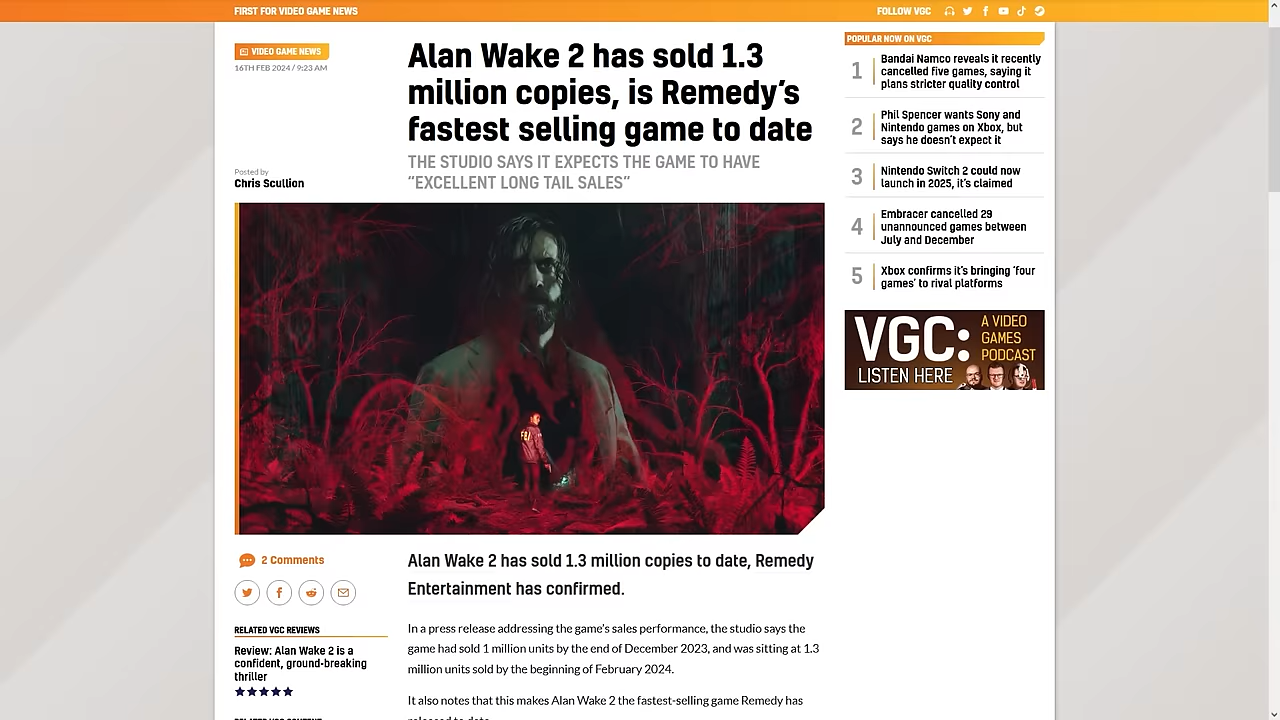 FIRST FOR VIDEO GAME NEWS
FOLLOW VGC
VIDEO GAME NEWS
16TH FEB 2024 / 9:23 AM
Posted by
Chris Scullion
Alan Wake 2 has sold 1.3
million copies, is Remedy's
fastest selling game to date
THE STUDIO SAYS IT EXPECTS THE GAME TO HAVE
“EXCELLENT LONG TAIL SALES”
FBI
2 Comments
RELATED VGC REVIEWS
Review: Alan Wake 2 is a
confident, ground-breaking
thriller
Alan Wake 2 has sold 1.3 million copies to date, Remedy
Entertainment has confirmed.
In a press release addressing the game's sales performance, the studio says the
game had sold 1 million units by the end of December 2023, and was sitting at 1.3
million units sold by the beginning of February 2024.
It also notes that this makes Alan Wake 2 the fastest-selling game Remedy has
POPULAR NOW ON VGC
1
Bandai Namco reveals it recently
cancelled five games, saying it
plans stricter quality control
2
Phil Spencer wants Sony and
Nintendo games on Xbox, but
says he doesn't expect it
3
Nintendo Switch 2 could now
launch in 2025, it's claimed
4
Embracer cancelled 29
unannounced games between
July and December
5
Xbox confirms it's bringing ‘four
games’ to rival platforms
VGC:
A VIDEO
GAMES
PODCAST
LISTEN HERE